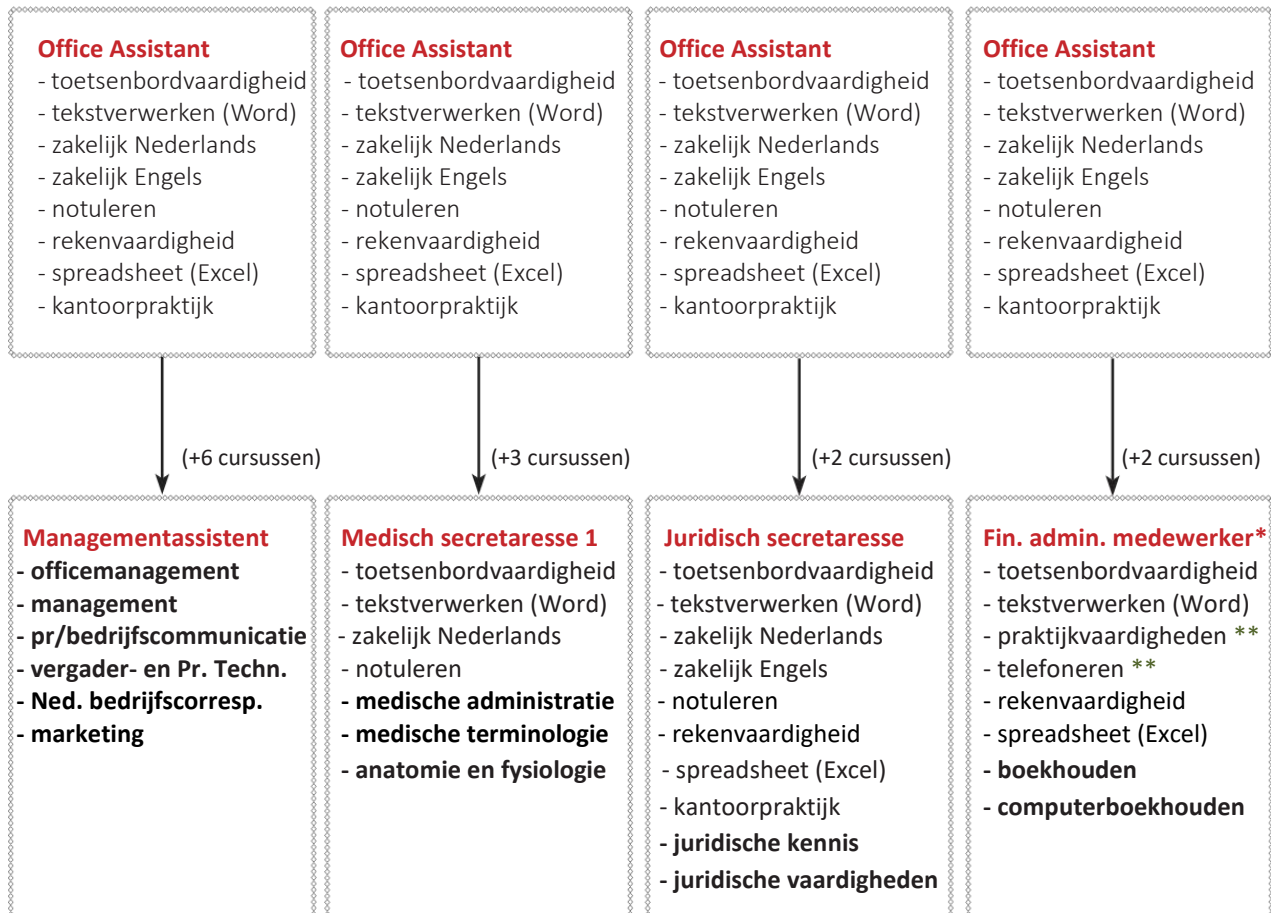 Office Assistant
- toetsenbordvaardigheid
- tekstverwerken (Word)
- zakelijk Nederlands
- zakelijk Engels
- notuleren
- rekenvaardigheid
- spreadsheet (Excel)
- kantoorpraktijk
Office Assistant
- toetsenbordvaardigheid
- tekstverwerken (Word)
- zakelijk Nederlands
- zakelijk Engels
- notuleren
- rekenvaardigheid
- spreadsheet (Excel)
- kantoorpraktijk
Office Assistant
- toetsenbordvaardigheid
- tekstverwerken (Word)
- zakelijk Nederlands
- zakelijk Engels
- notuleren
- rekenvaardigheid
- spreadsheet (Excel)
- kantoorpraktijk
Office Assistant
- toetsenbordvaardigheid
- tekstverwerken (Word)
- zakelijk Nederlands
- zakelijk Engels
- notuleren
- rekenvaardigheid
- spreadsheet (Excel)
- kantoorpraktijk
(+6 cursussen)
(+3 cursussen)
(+2 cursussen)
(+2 cursussen)
Managementassistent
- officemanagement
- management
- pr/bedrijfscommunicatie
- vergader- en Pr. Techn.
- Ned. bedrijfscorresp.
- marketing
Medisch secretaresse 1
- toetsenbordvaardigheid
- tekstverwerken (Word)
- zakelijk Nederlands
- notuleren
- medische administratie
- medische terminologie
- anatomie en fysiologie
Juridisch secretaresse
- toetsenbordvaardigheid
- tekstverwerken (Word)
- zakelijk Nederlands
- zakelijk Engels
- notuleren
- rekenvaardigheid
- spreadsheet (Excel)
- kantoorpraktijk
- juridische kennis
- juridische vaardigheden
Fin. admin. medewerker*
- toetsenbordvaardigheid
- tekstverwerken (Word)
- praktijkvaardigheden **
- telefoneren **
- rekenvaardigheid
- spreadsheet (Excel)
- boekhouden
- computerboekhouden